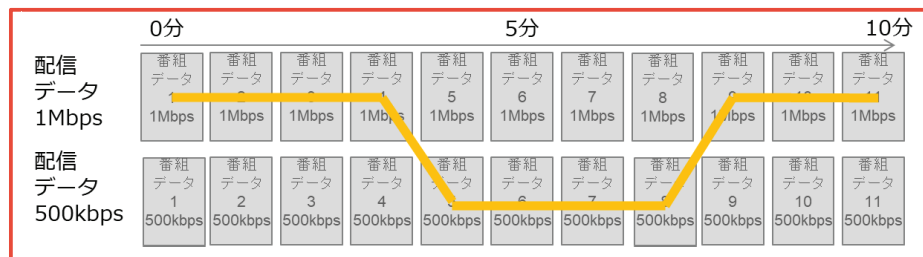 0分 5分 10分
配信
データ
1Mbps
番組 番組 番組 番組 番組 番組 番組 番組 番組 番組 番組
データ データ データ データ データ データ データ データ データ データ データ
5 6 7 8
1Mbps 1Mbps 1Mbps 1Mbps 1Mbps 1Mbps 1Mbps 1Mbps 1Mbps 1Mbps 1Mbps
配信
データ
500kbps
番組 番組 番組 番組 番組 番組 番組 番組 番組 番組 番組
データ データ データ データ データ データ データ データ データ データ データ
1 2 3 4 9 10 11
500kbps 500kbps 500kbps 500kbps 500kbps 500kbps 500kbps 500kbps 500kbps 500kbps 500kbps